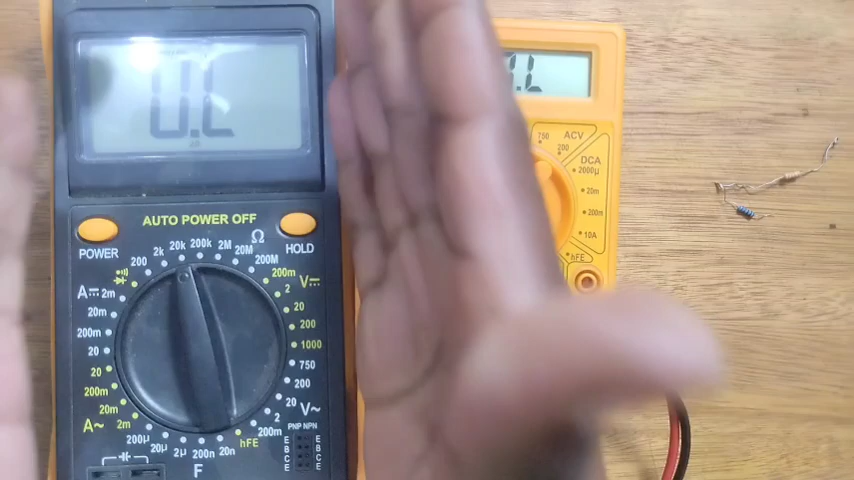 0.L
.L
AUTO POWER OFF
POWER
HOLD
Ω
200 2k 20k 200k 2M 20M 200M
A⎓ 2m
20m
200m
20
20
200m
20m
A~ 2m
200µ 20µ 2µ 200n 20n
F
hFE
200m V⎓
2
20
200
1000
750
200
20
2
200m
V~
PNP NPN
E E
B B
C C
E E
750 ACV
200
DCA
2000µ
20m
200m
10A
hFE